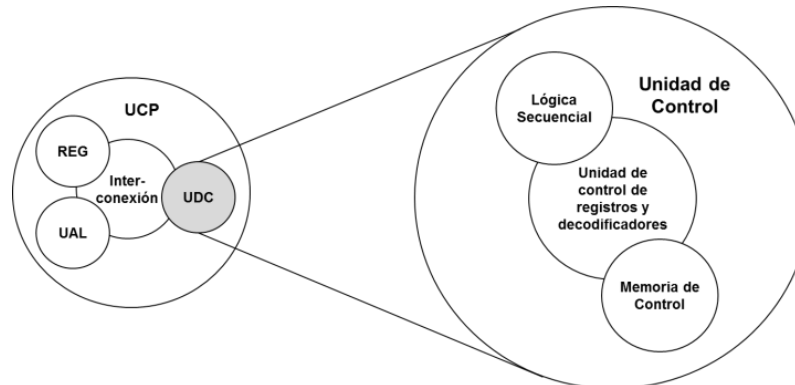 UCP
REG
Inter-
conexión
UDC
UAL
Unidad de
Control
Lógica
Secuencial
Unidad de
control de
registros y
decodificadores
Memoria de
Control